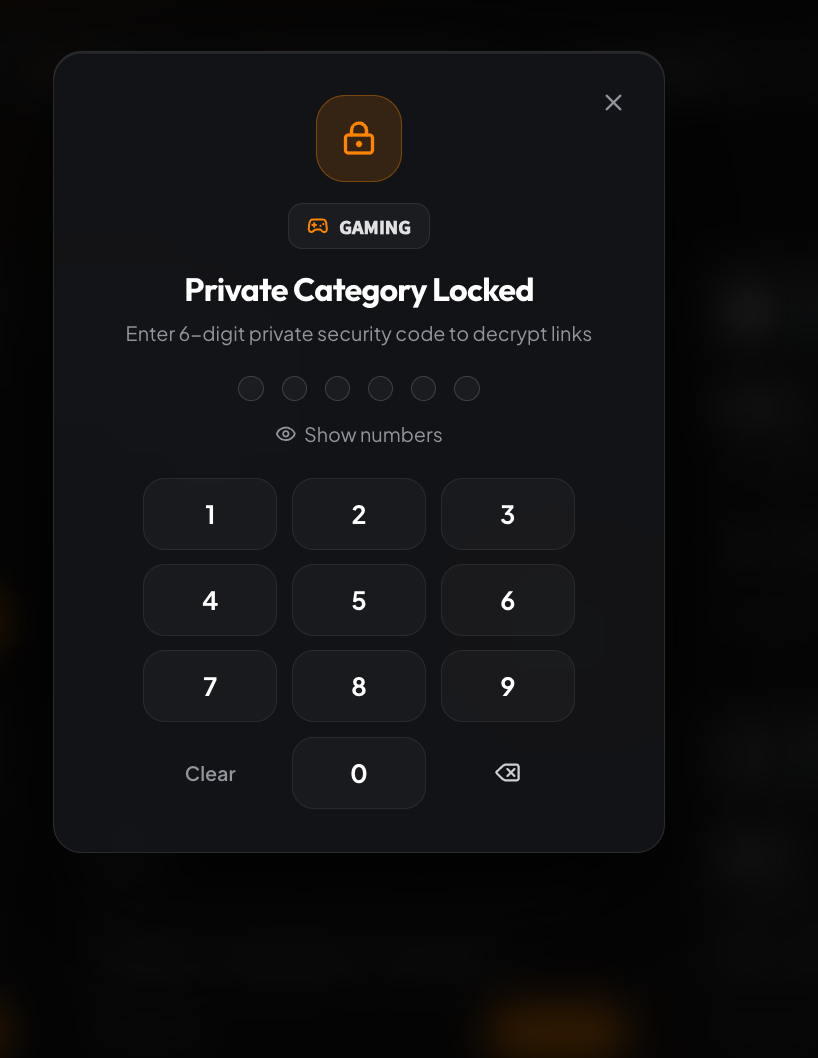 GAMING
Private Category Locked
Enter 6–digit private security code to decrypt links
Show numbers
1 2 3
4 5 6
7 8 9
Clear 0